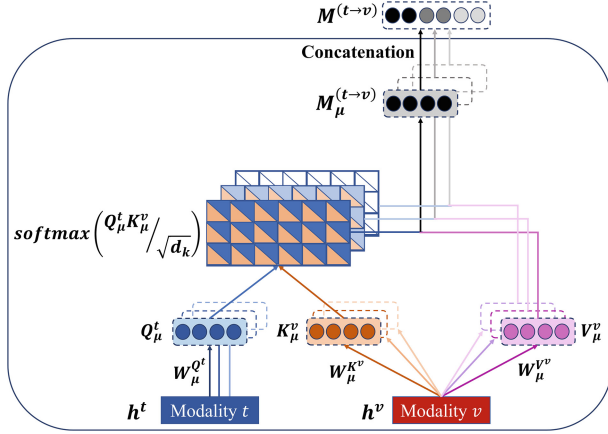 M^(t→v)
Concatenation
M_μ^(t→v)
softmax(Q_μ^t K_μ^v / √d_k)
Q_μ^t
K_μ^v
V_μ^v
W_μ^{Q^t}
W_μ^{K^v}
W_μ^{V^v}
h^t
Modality t
h^v
Modality v